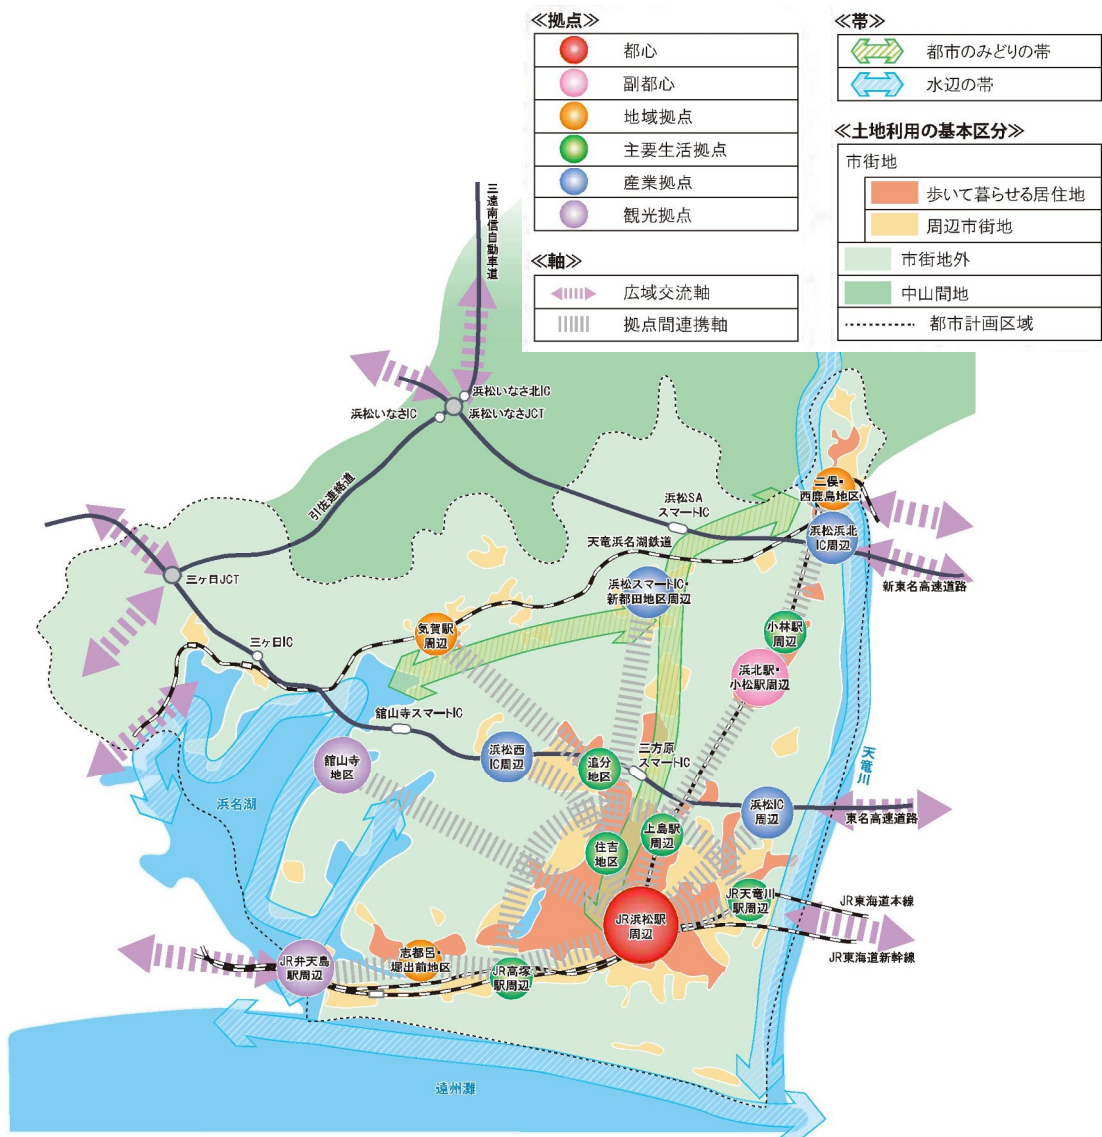 ≪拠点≫
都心
副都心
地域拠点
主要生活拠点
産業拠点
観光拠点
≪軸≫
広域交流軸
拠点間連携軸
≪帯≫
都市のみどりの帯
水辺の帯
≪土地利用の基本区分≫
市街地
歩いて暮らせる居住地
周辺市街地
市街地外
中山間地
都市計画区域
三遠南信自動車道
浜松いなさ北IC
浜松いなさIC
浜松いなさJCT
引佐連絡道
浜松SA
スマートIC
二俣・
西鹿島地区
浜松浜北
IC周辺
天竜浜名湖鉄道
三ヶ日JCT
新東名高速道路
浜松スマートIC・
新都田地区周辺
気賀駅
周辺
小林駅
周辺
三ヶ日IC
浜北駅・
小松駅周辺
舘山寺スマートIC
舘山寺
地区
浜松西
IC周辺
追分
地区
三方原
スマートIC
天竜川
浜名湖
浜松IC
周辺
東名高速道路
上島駅
周辺
住吉
地区
JR天竜川
駅周辺
JR東海道本線
JR浜松駅
周辺
JR東海道新幹線
志都呂・
堀出前地区
JR弁天島
駅周辺
JR高塚
駅周辺
遠州灘